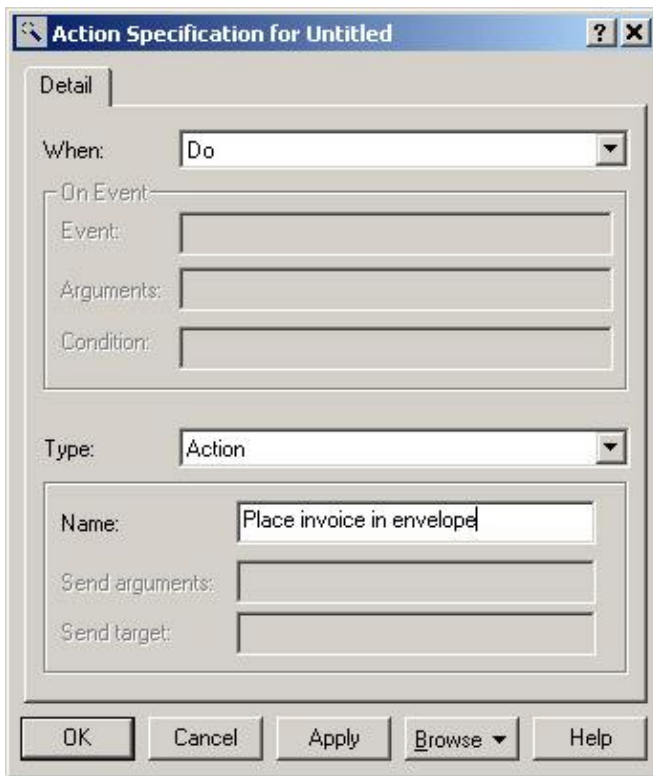 Action Specification for Untitled
Detail
When: Do
On Event
Event:
Arguments:
Condition:
Type: Action
Name: Place invoice in envelope
Send arguments:
Send target:
OK Cancel Apply Browse Help